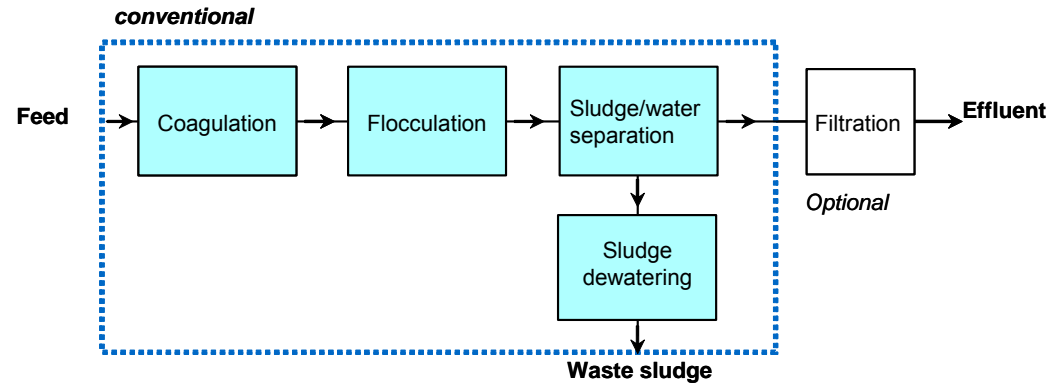 conventional
Feed
Coagulation
Flocculation
Sludge/water
separation
Filtration
Effluent
Optional
Sludge
dewatering
Waste sludge